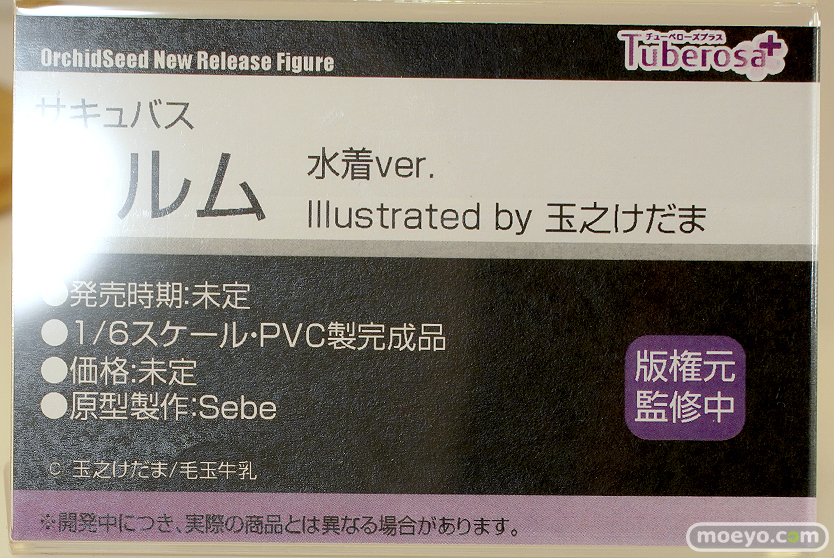 OrchidSeed New Release Figure
チューベローズプラス
Tuberosa+
サキュバス
ルム
水着ver.
Illustrated by 玉之けだま
●発売時期:未定
●1/6スケール・PVC製完成品
●価格:未定
●原型製作:Sebe
版権元
監修中
© 玉之けだま/毛玉牛乳
※開発中につき、実際の商品とは異なる場合があります。
moeyo.com